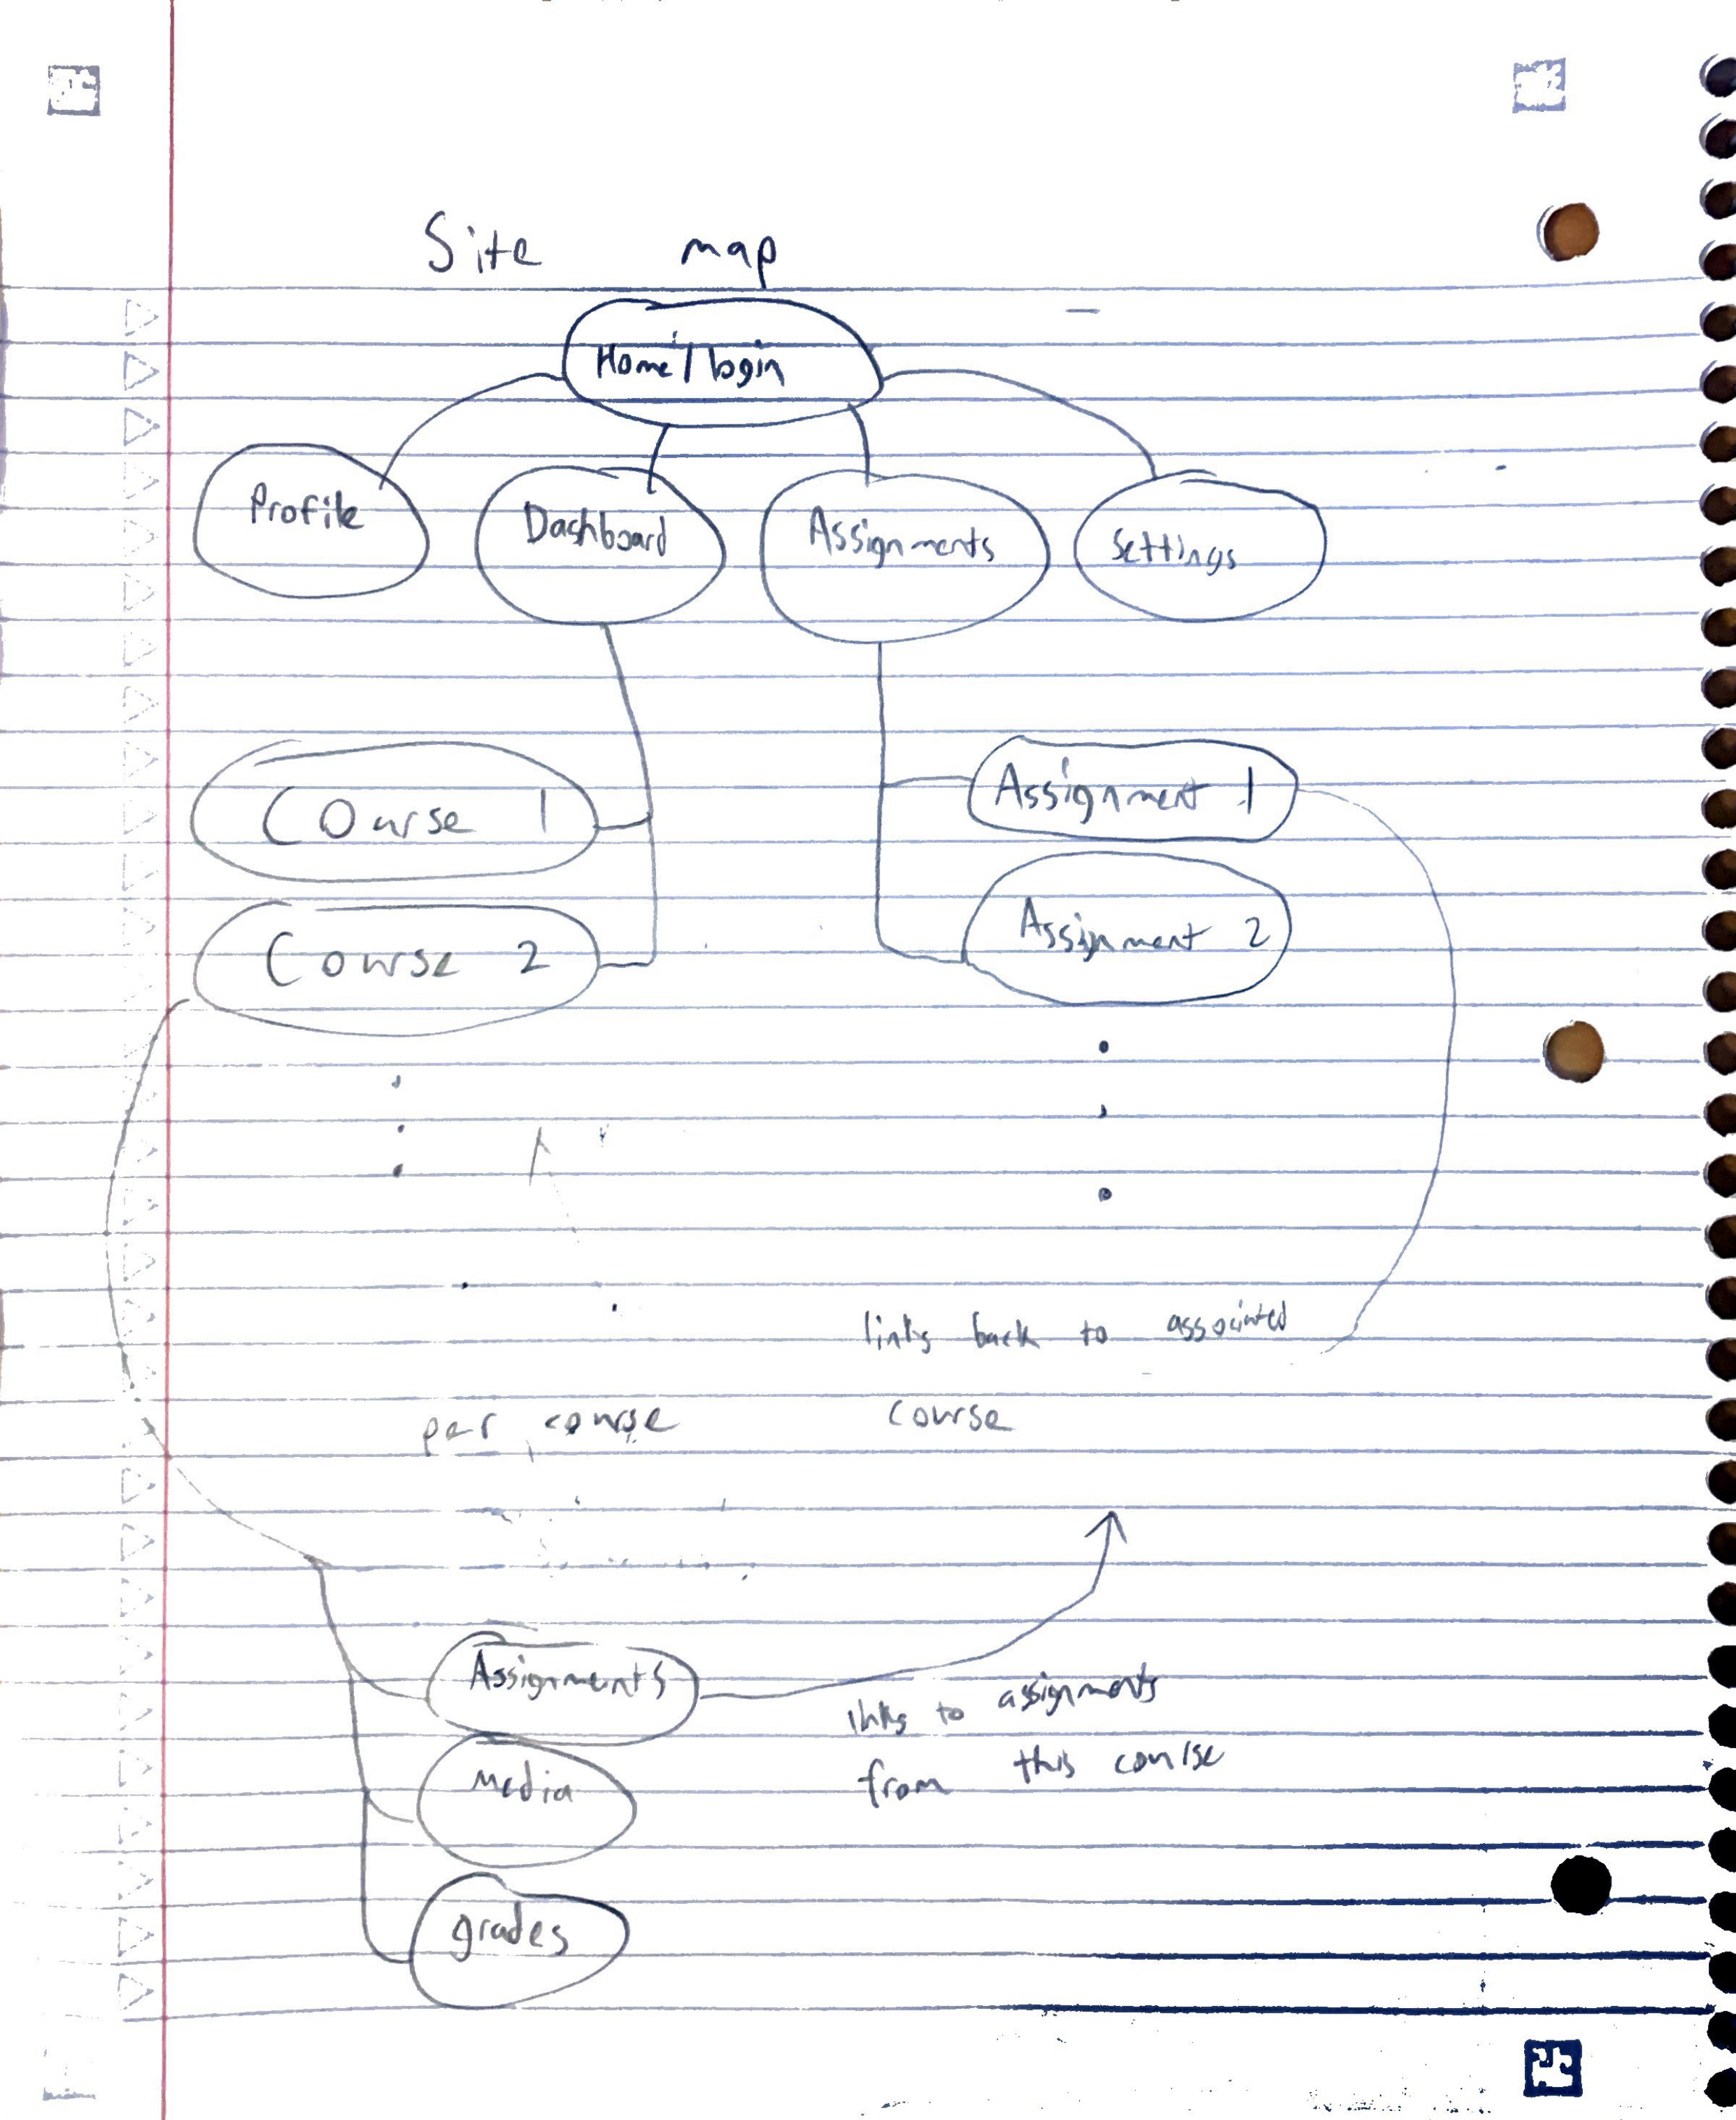 Site map
Home / login
Profile Dashboard Assignments Settings
Course 1 Assignment 1
Course 2 Assignment 2
links back to associated
per course course
Assignments
links to assignments
Media from this course
grades